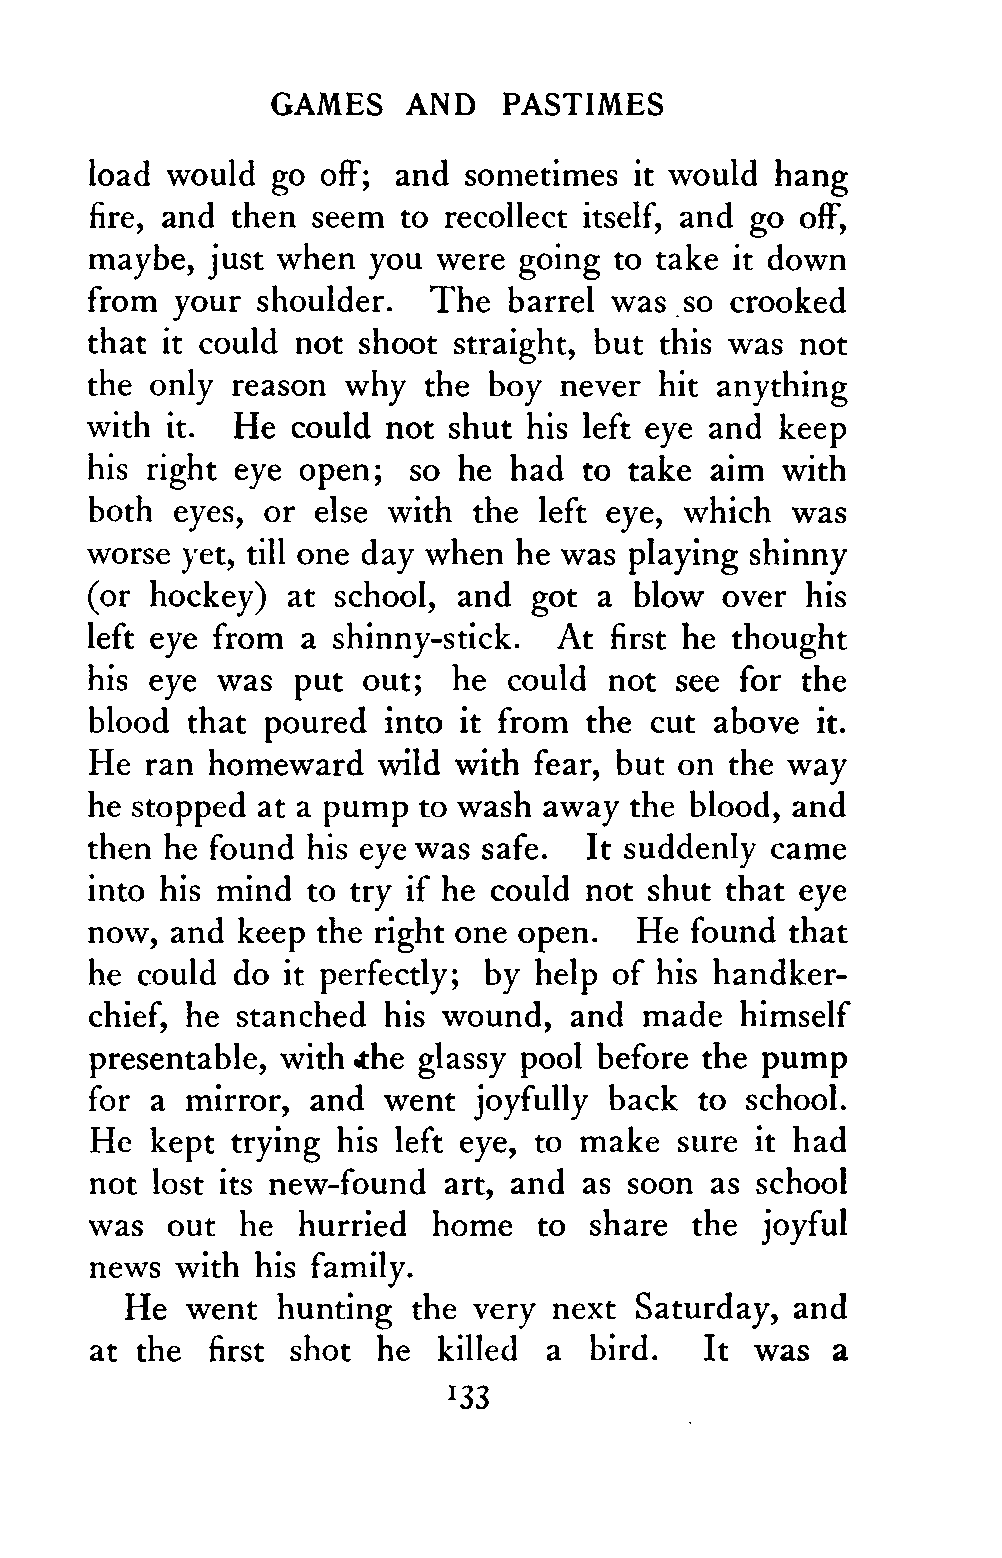 GAMES AND PASTIMES
load would go off; and sometimes it would hang
fire, and then seem to recollect itself, and go off,
maybe, just when you were going to take it down
from your shoulder. The barrel was so crooked
that it could not shoot straight, but this was not
the only reason why the boy never hit anything
with it. He could not shut his left eye and keep
his right eye open; so he had to take aim with
both eyes, or else with the left eye, which was
worse yet, till one day when he was playing shinny
(or hockey) at school, and got a blow over his
left eye from a shinny-stick. At first he thought
his eye was put out; he could not see for the
blood that poured into it from the cut above it.
He ran homeward wild with fear, but on the way
he stopped at a pump to wash away the blood, and
then he found his eye was safe. It suddenly came
into his mind to try if he could not shut that eye
now, and keep the right one open. He found that
he could do it perfectly; by help of his handker-
chief, he stanched his wound, and made himself
presentable, with the glassy pool before the pump
for a mirror, and went joyfully back to school.
He kept trying his left eye, to make sure it had
not lost its new-found art, and as soon as school
was out he hurried home to share the joyful
news with his family.
He went hunting the very next Saturday, and
at the first shot he killed a bird. It was a
133